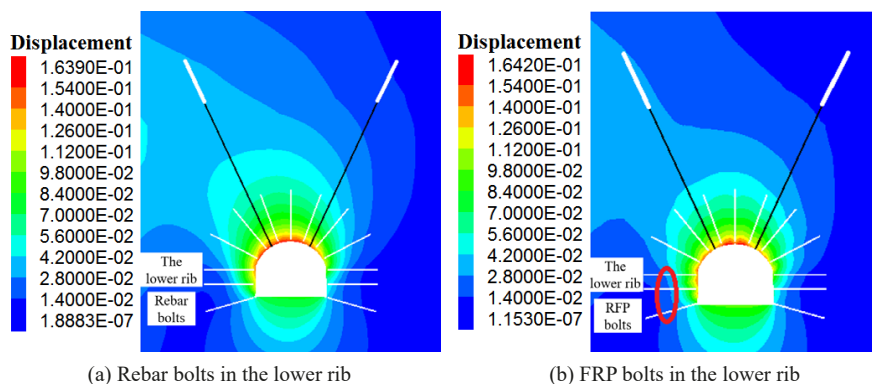 Displacement
1.6390E-01
1.5400E-01
1.4000E-01
1.2600E-01
1.1200E-01
9.8000E-02
8.4000E-02
7.0000E-02
5.6000E-02
4.2000E-02
2.8000E-02
1.4000E-02
1.8883E-07
The
lower rib
Rebar
bolts
(a) Rebar bolts in the lower rib
Displacement
1.6420E-01
1.5400E-01
1.4000E-01
1.2600E-01
1.1200E-01
9.8000E-02
8.4000E-02
7.0000E-02
5.6000E-02
4.2000E-02
2.8000E-02
1.4000E-02
1.1530E-07
The
lower rib
RFP
bolts
(b) FRP bolts in the lower rib